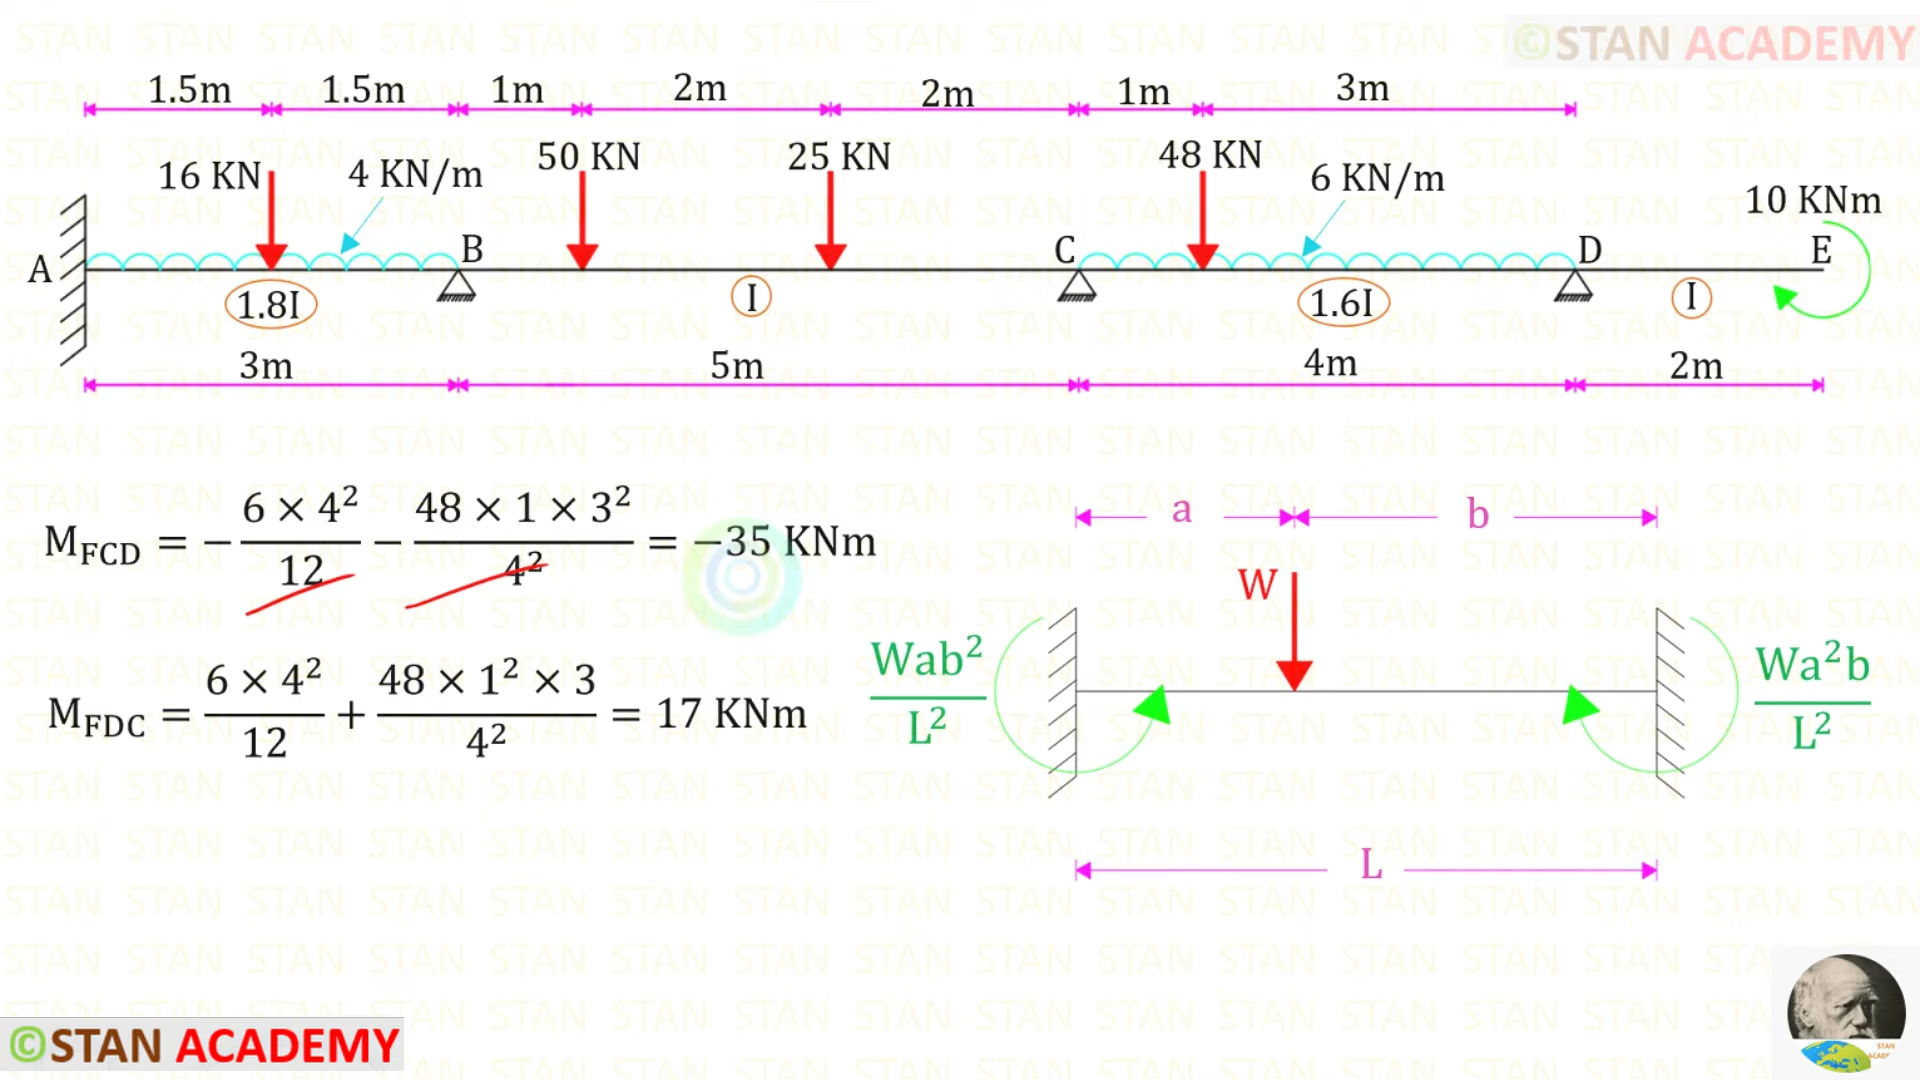 ©STAN ACADEMY
1.5m 1.5m 1m 2m 2m 1m 3m
16 KN 4 KN/m 50 KN 25 KN 48 KN 6 KN/m 10 KNm
A B C D E
1.8I I 1.6I I
3m 5m 4m 2m
M_FCD = − (6 × 4²)/12 − (48 × 1 × 3²)/4² = −35 KNm
M_FDC = (6 × 4²)/12 + (48 × 1² × 3)/4² = 17 KNm
a b
W
Wab²/L² Wa²b/L²
L
©STAN ACADEMY
STAN